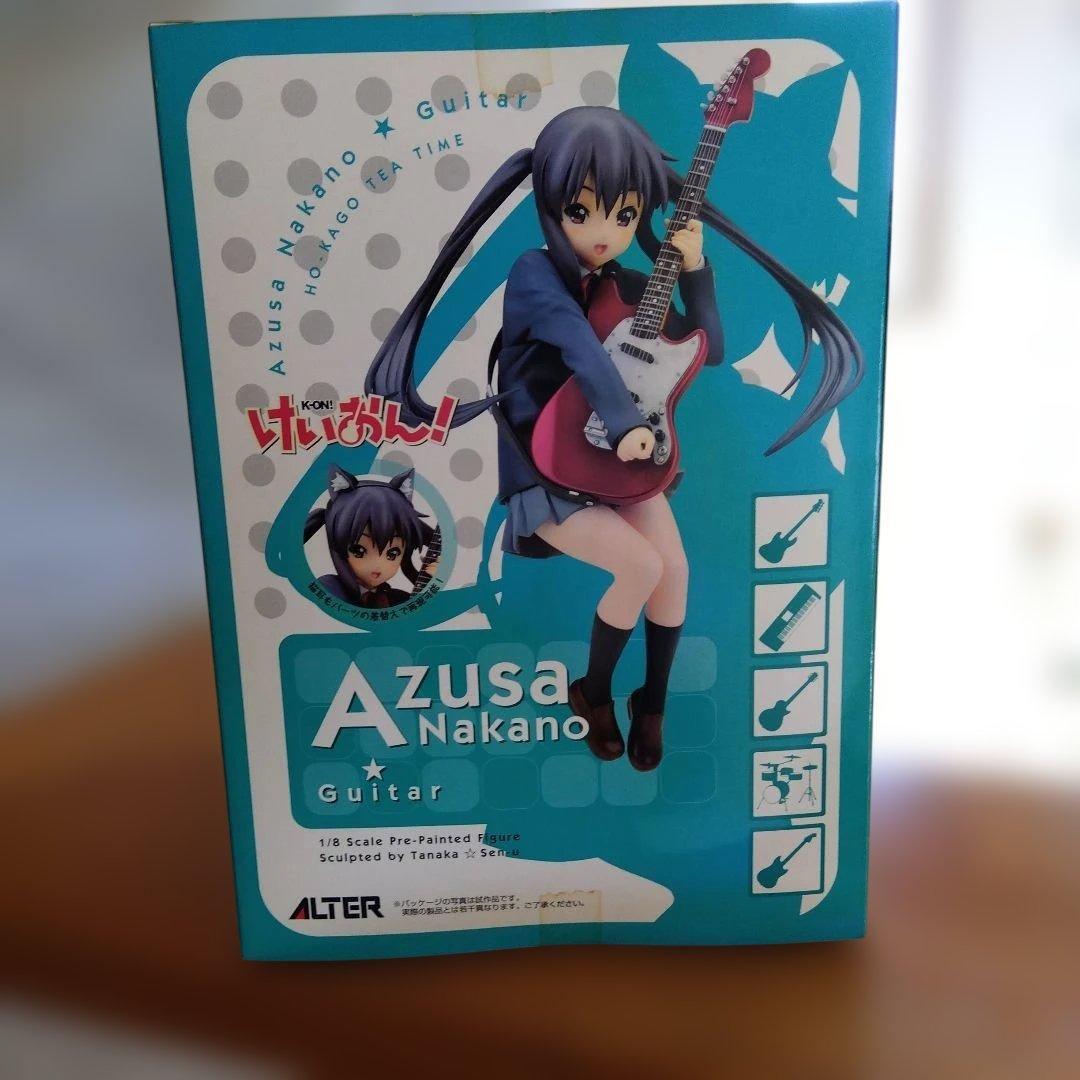 Azusa Nakano ★ Guitar
HO-KAGO TEA TIME
K-ON!
けいおん!
猫耳もパーツの差替えで再現可能!
Azusa
Nakano
★
Guitar
1/8 Scale Pre-Painted Figure
Sculpted by Tanaka ☆ Sen-u
ALTER
※パッケージの写真は試作品です。
実際の製品とは若干異なります。ご了承ください。